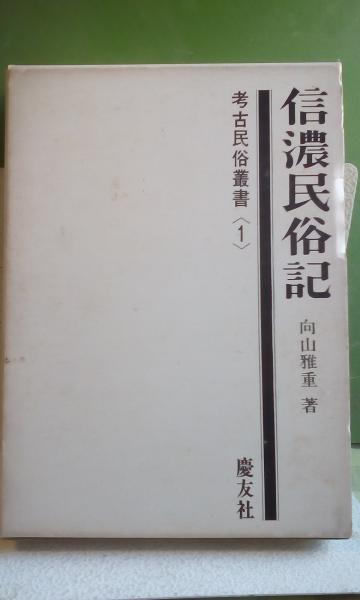 信濃民俗記
向山雅重 著
考古民俗叢書〈1〉
慶友社